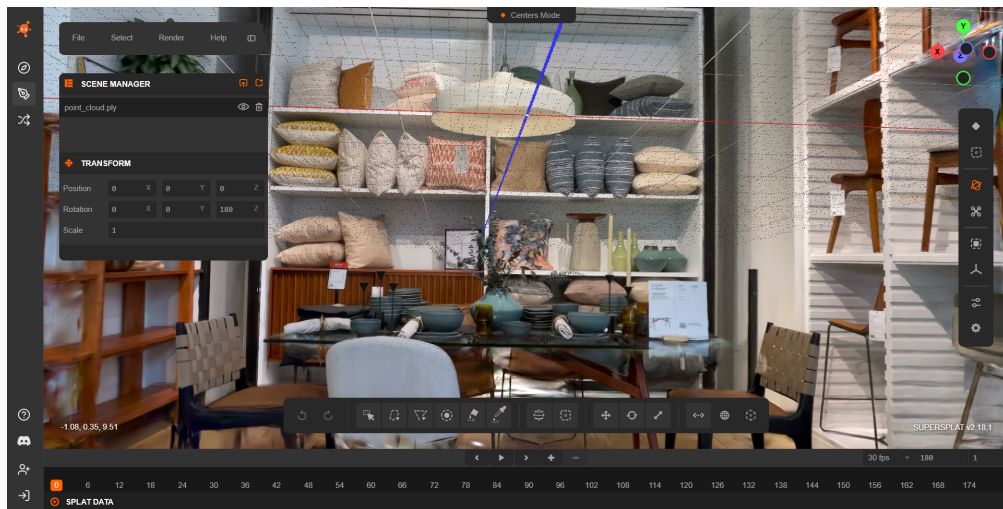 Centers Mode
File Select Render Help
Y
X
Z
SCENE MANAGER
point_cloud.ply
TRANSFORM
Position 0 X 0 Y 0 Z
Rotation 0 X 0 Y 180 Z
Scale 1
-1.08, 0.35, 9.51
SUPERSPLAT v2.18.1
30 fps 180 1
0 6 12 18 24 30 36 42 48 54 60 66 72 78 84 90 96 102 108 114 120 126 132 138 144 150 156 162 168 174
SPLAT DATA